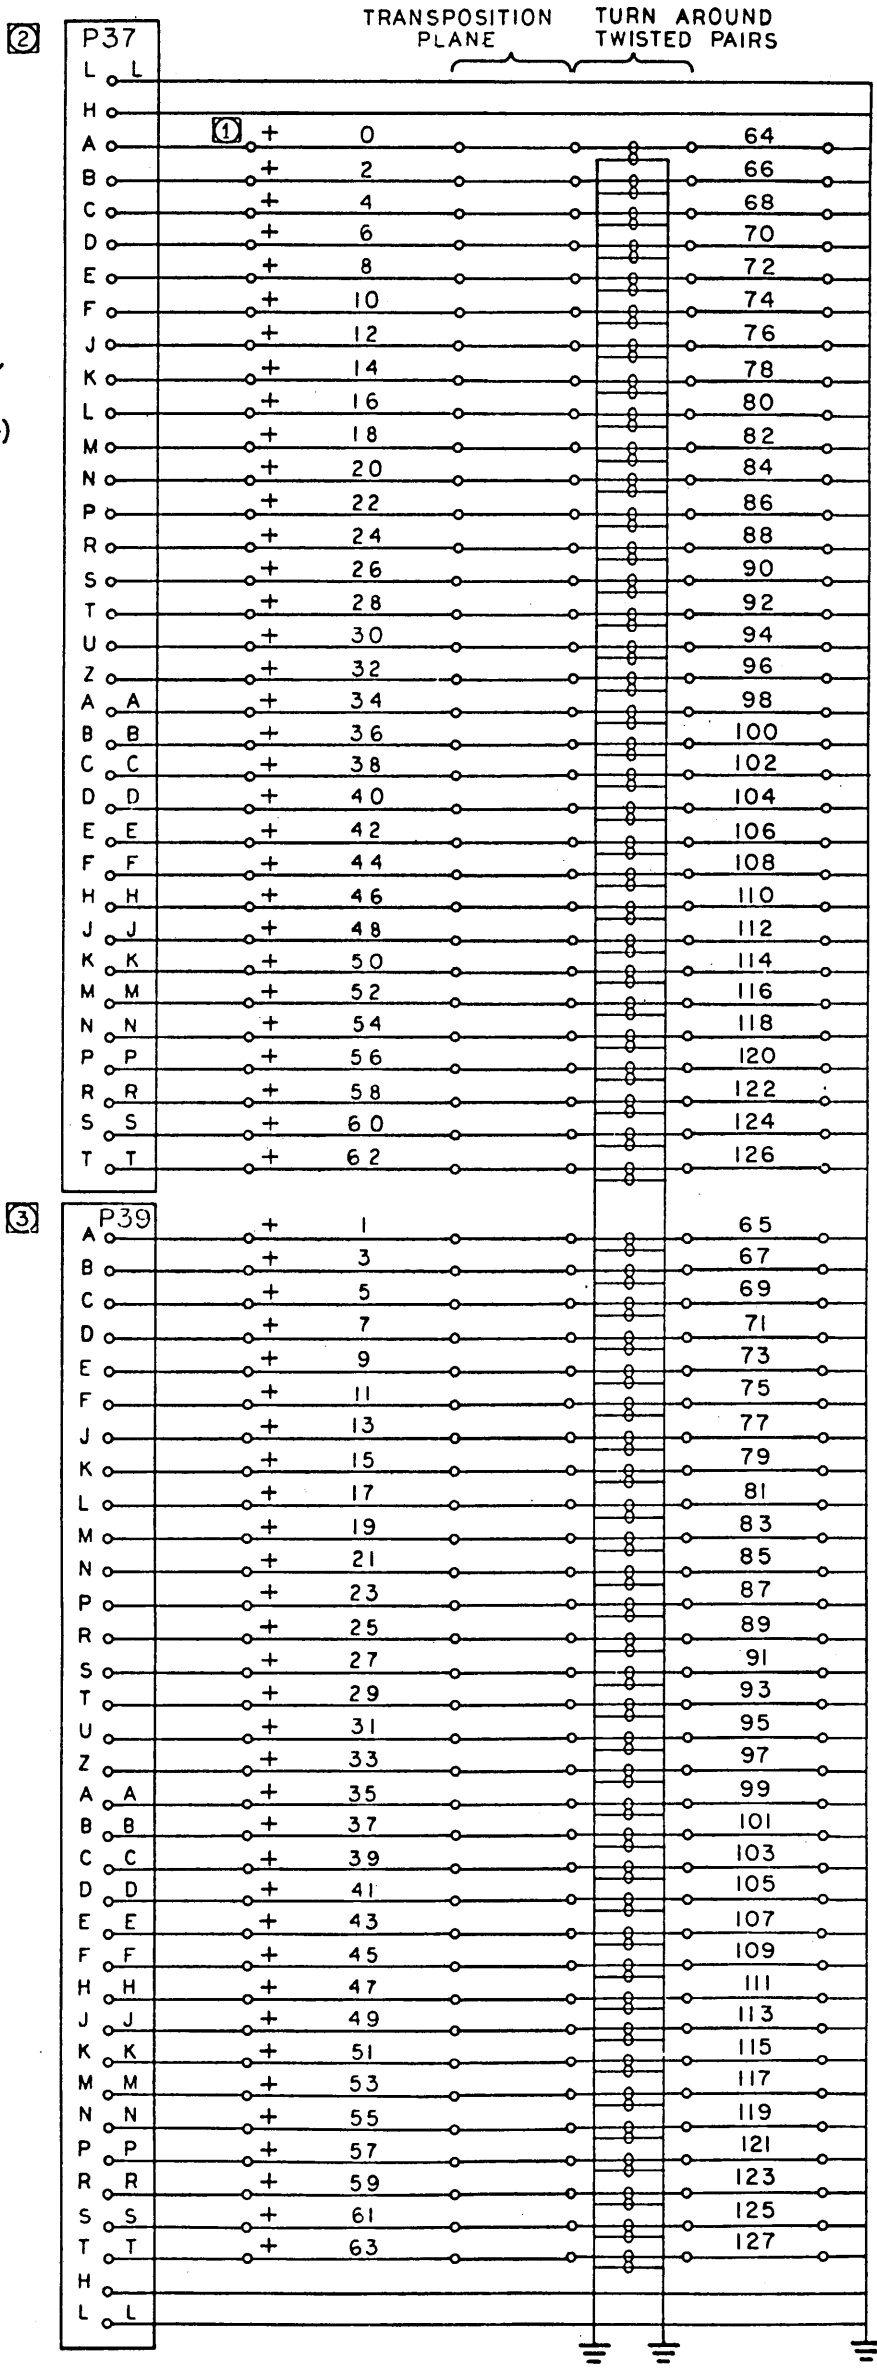 TRANSPOSITION TURN AROUND
PLANE TWISTED PAIRS
2 P37
L L
H
A 1 + 0 64
B + 2 66
C + 4 68
D + 6 70
E + 8 72
F + 10 74
J + 12 76
K + 14 78
L + 16 80
)
M + 18 82
N + 20 84
P + 22 86
R + 24 88
S + 26 90
T + 28 92
U + 30 94
Z + 32 96
A A + 34 98
B B + 36 100
C C + 38 102
D D + 40 104
E E + 42 106
F F + 44 108
H H + 46 110
J J + 48 112
K K + 50 114
M M + 52 116
N N + 54 118
P P + 56 120
R R + 58 122
S S + 60 124
T T + 62 126
3 P39
A + 1 65
B + 3 67
C + 5 69
D + 7 71
E + 9 73
F + 11 75
J + 13 77
K + 15 79
L + 17 81
M + 19 83
N + 21 85
P + 23 87
R + 25 89
S + 27 91
T + 29 93
U + 31 95
Z + 33 97
A A + 35 99
B B + 37 101
C C + 39 103
D D + 41 105
E E + 43 107
F F + 45 109
H H + 47 111
J J + 49 113
K K + 51 115
M M + 53 117
N N + 55 119
P P + 57 121
R R + 59 123
S S + 61 125
T T + 63 127
H
L L